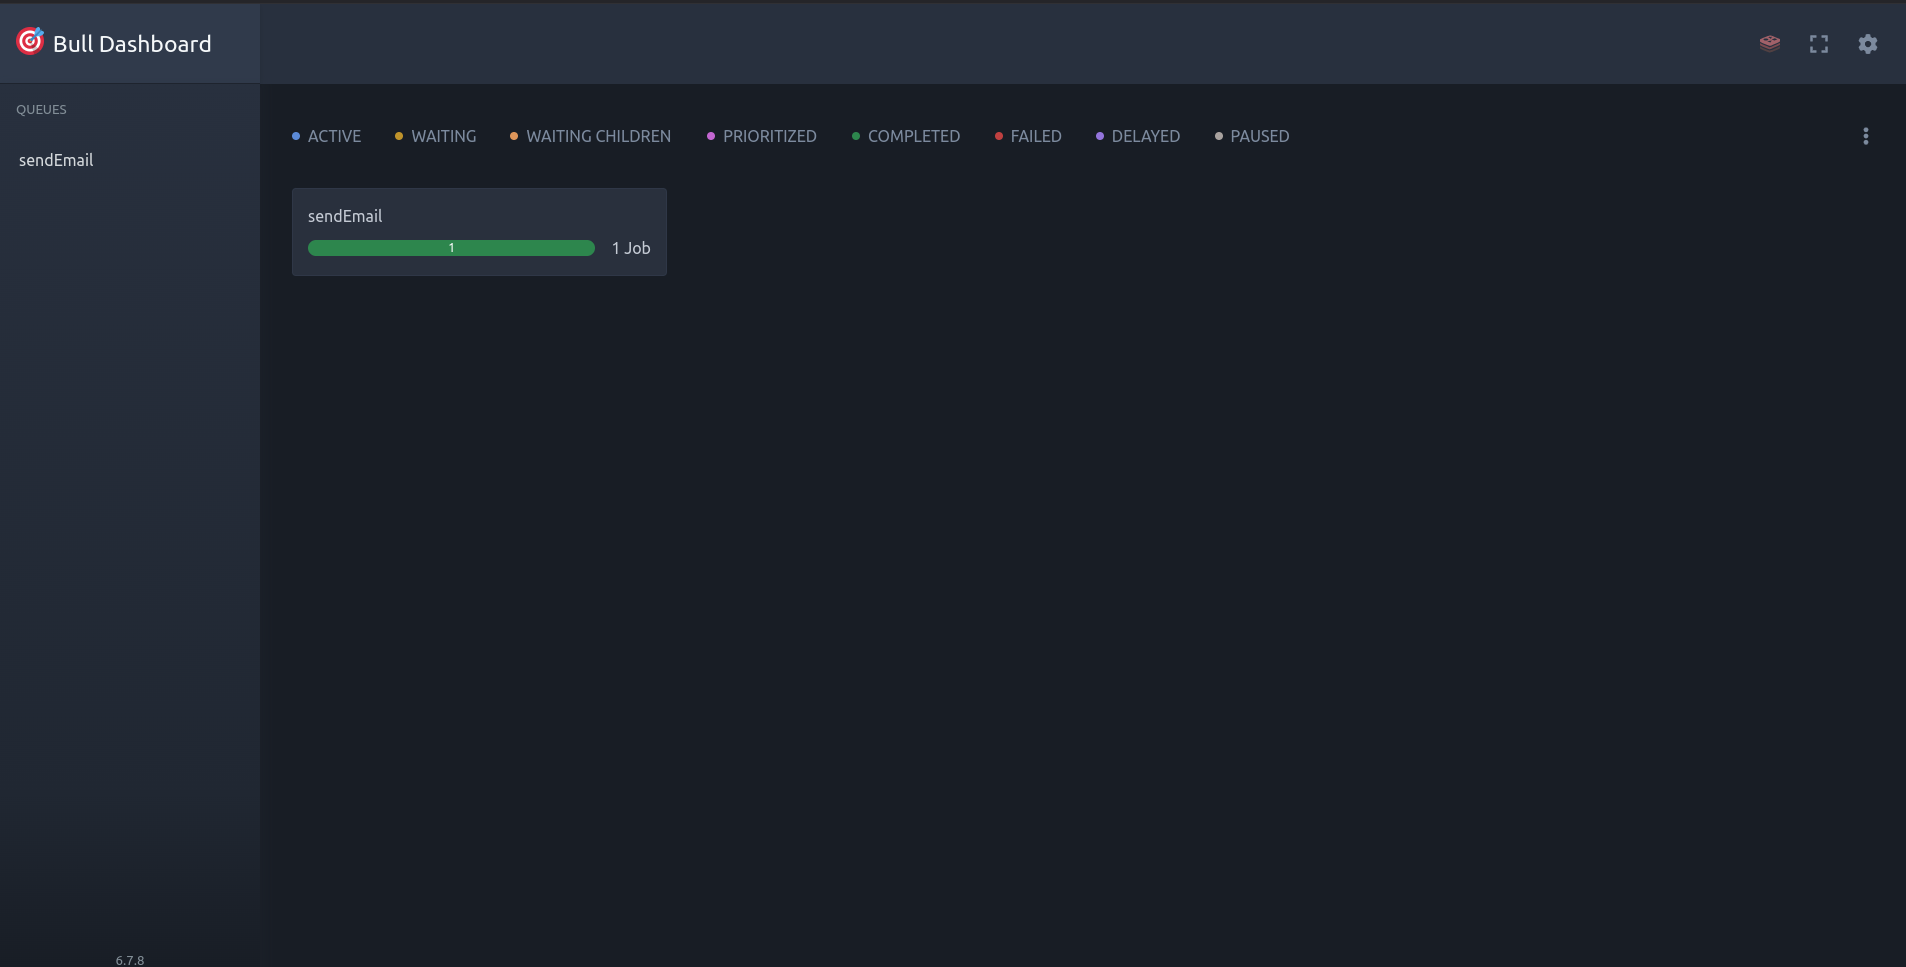 Bull Dashboard
QUEUES
sendEmail
ACTIVE WAITING WAITING CHILDREN PRIORITIZED COMPLETED FAILED DELAYED PAUSED
sendEmail
1 1 Job
6.7.8